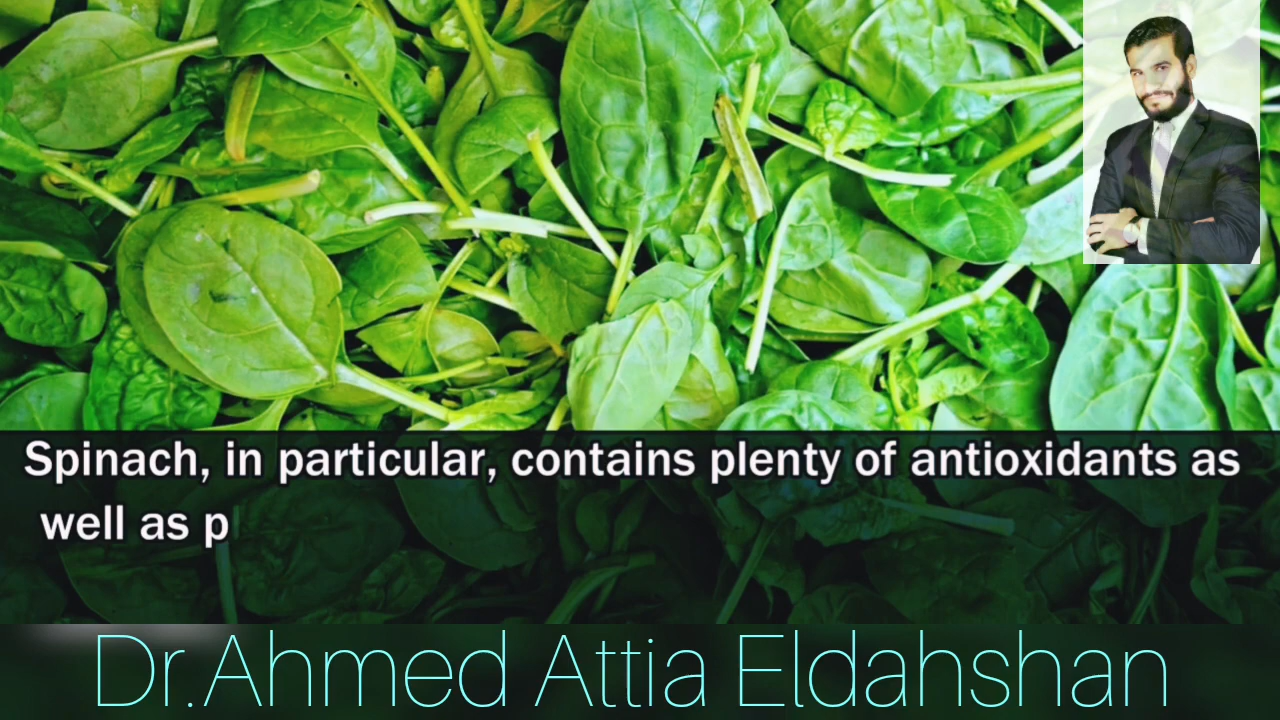 Spinach, in particular, contains plenty of antioxidants as
well as p
Dr.Ahmed Attia Eldahshan